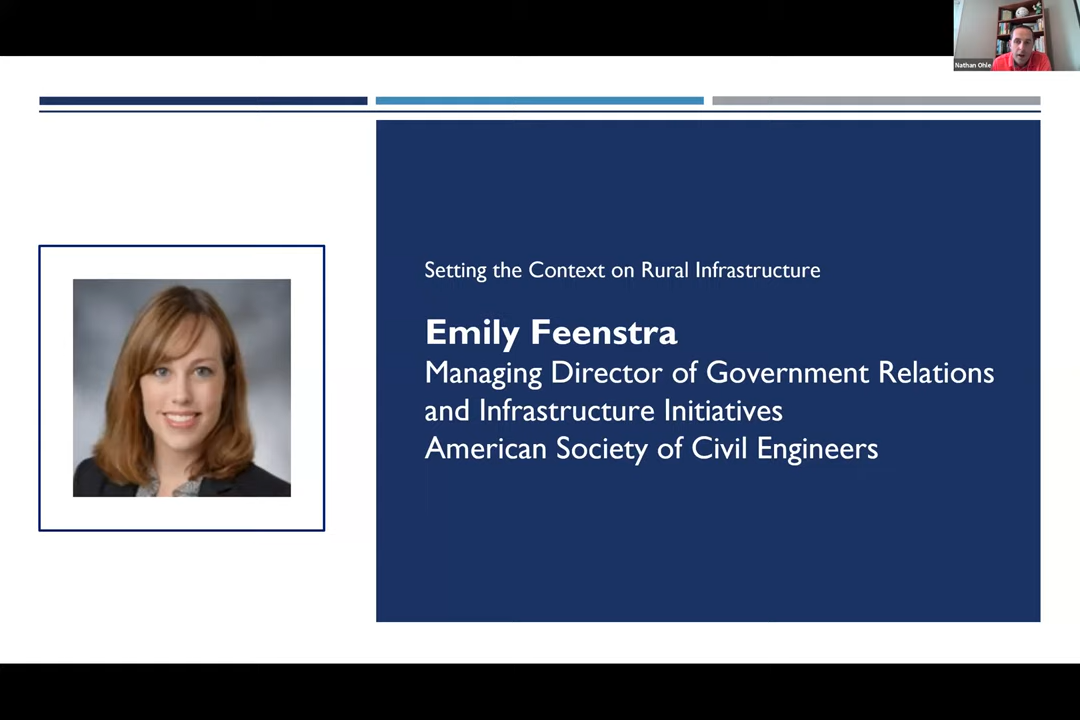 Nathan Ohle
Setting the Context on Rural Infrastructure
Emily Feenstra
Managing Director of Government Relations
and Infrastructure Initiatives
American Society of Civil Engineers